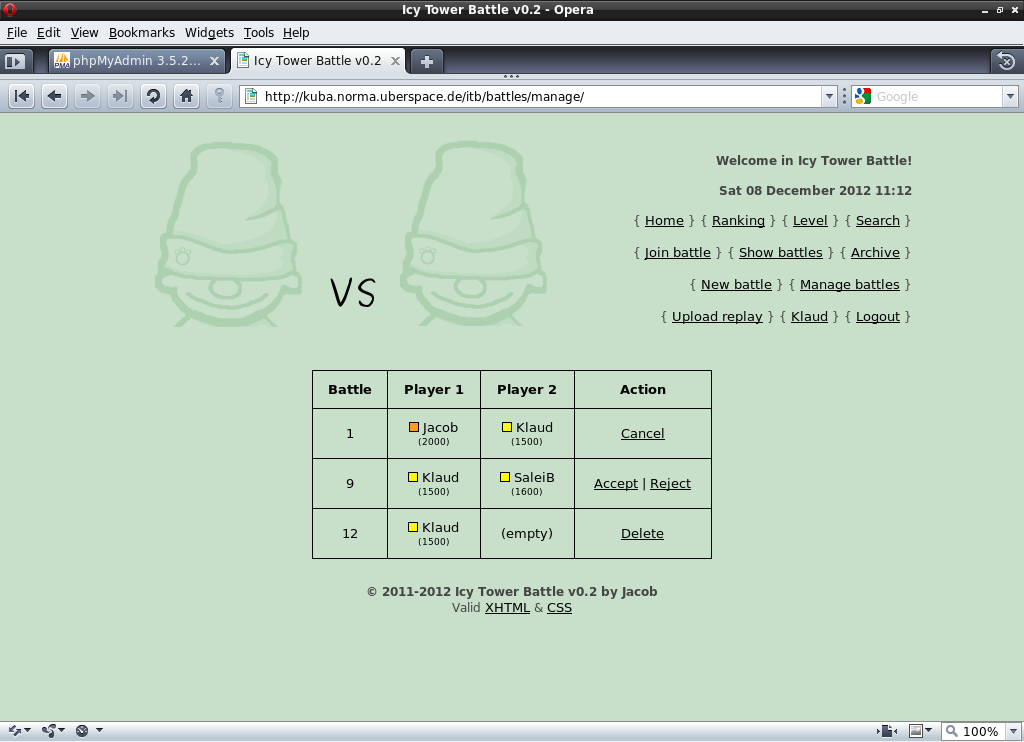 Icy Tower Battle v0.2 - Opera
File Edit View Bookmarks Widgets Tools Help
phpMyAdmin 3.5.2... Icy Tower Battle v0.2
http://kuba.norma.uberspace.de/itb/battles/manage/ Google
Welcome in Icy Tower Battle!
Sat 08 December 2012 11:12
{ Home } { Ranking } { Level } { Search }
{ Join battle } { Show battles } { Archive }
{ New battle } { Manage battles }
{ Upload replay } { Klaud } { Logout }
VS
Battle Player 1 Player 2 Action
1 Jacob (2000) Klaud (1500) Cancel
9 Klaud (1500) SaleiB (1600) Accept | Reject
12 Klaud (1500) (empty) Delete
© 2011-2012 Icy Tower Battle v0.2 by Jacob
Valid XHTML & CSS
100%